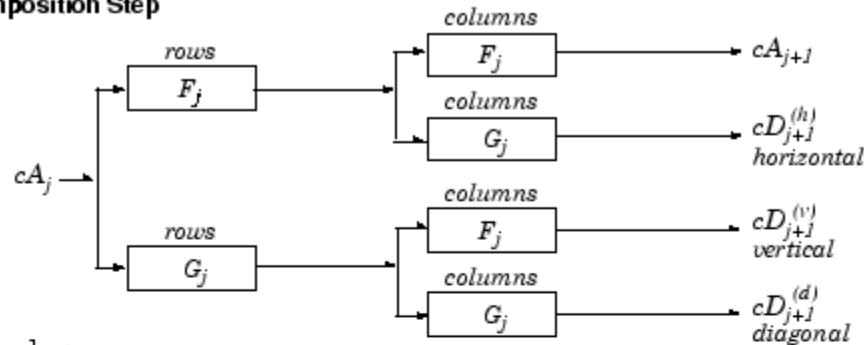 mposition Step
columns
rows
F_j
cA_{j+1}
F_j
columns
G_j
cD_{j+1}^{(h)}
horizontal
cA_j
columns
rows
F_j
cD_{j+1}^{(v)}
vertical
G_j
columns
G_j
cD_{j+1}^{(d)}
diagonal